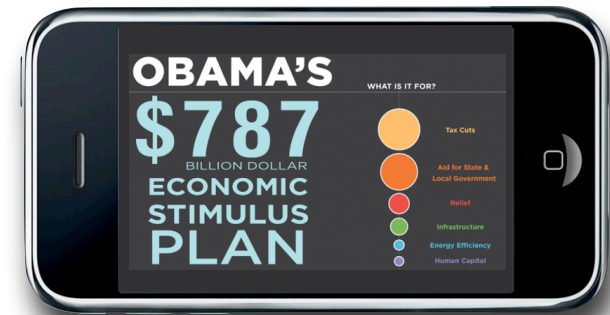 OBAMA'S
$787
BILLION DOLLAR
ECONOMIC
STIMULUS
PLAN
WHAT IS IT FOR?
Tax Cuts
Aid for State &
Local Government
Relief
Infrastructure
Energy Efficiency
Human Capital